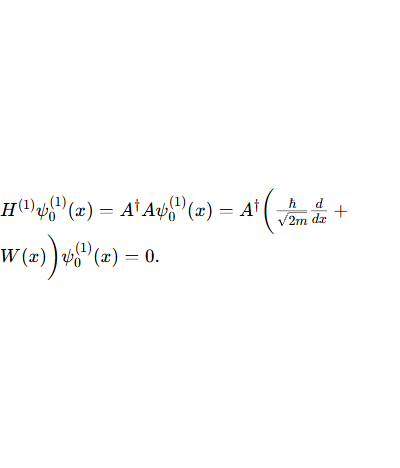 $H^{(1)}\psi_0^{(1)}(x) = A^\dagger A\psi_0^{(1)}(x) = A^\dagger \Big( \frac{\hbar}{\sqrt{2m}} \frac{d}{dx} +$
$W(x) \Big) \psi_0^{(1)}(x) = 0.$